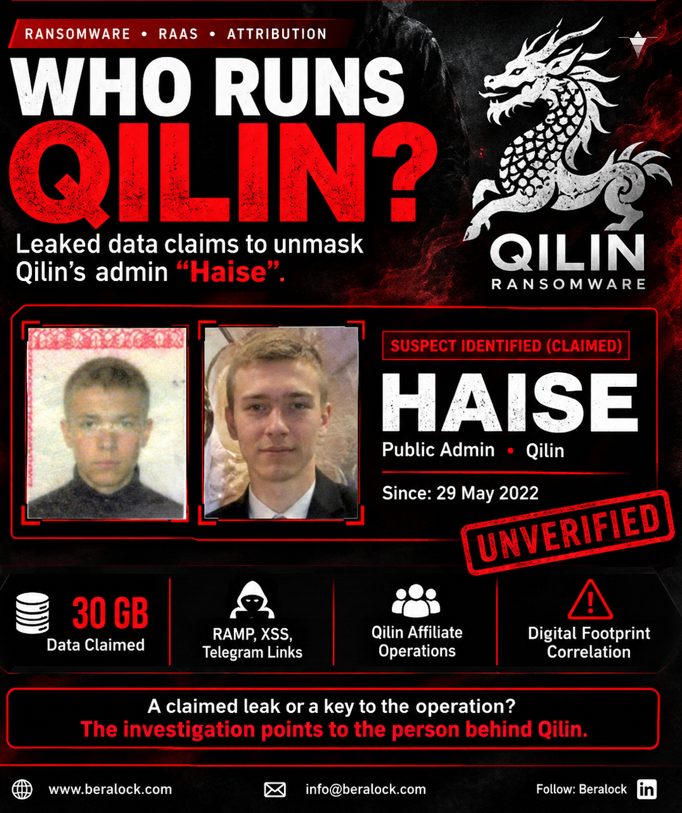 RANSOMWARE • RAAS • ATTRIBUTION
WHO RUNS
QILIN?
Leaked data claims to unmask
Qilin's admin "Haise".
QILIN
RANSOMWARE
SUSPECT IDENTIFIED (CLAIMED)
HAISE
Public Admin • Qilin
Since: 29 May 2022
UNVERIFIED
30 GB
Data Claimed
RAMP, XSS,
Telegram Links
Qilin Affiliate
Operations
Digital Footprint
Correlation
A claimed leak or a key to the operation?
The investigation points to the person behind Qilin.
www.beralock.com
info@beralock.com
Follow: Beralock in